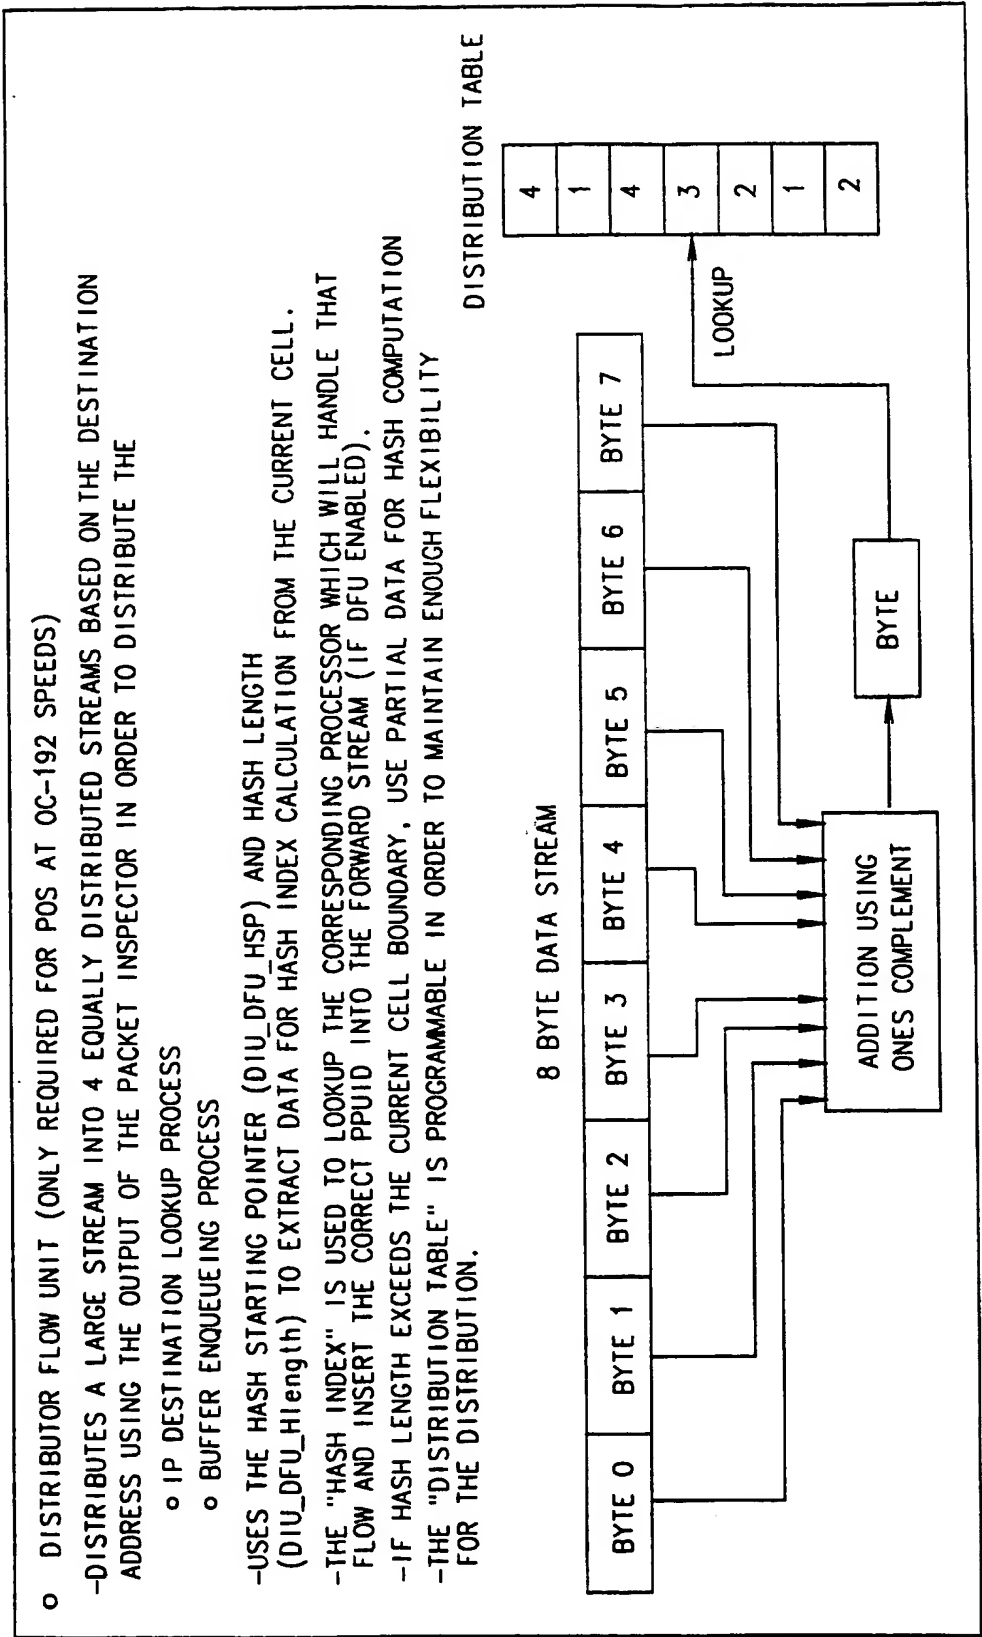 o DISTRIBUTOR FLOW UNIT (ONLY REQUIRED FOR POS AT OC-192 SPEEDS)
-DISTRIBUTES A LARGE STREAM INTO 4 EQUALLY DISTRIBUTED STREAMS BASED ON THE DESTINATION
ADDRESS USING THE OUTPUT OF THE PACKET INSPECTOR IN ORDER TO DISTRIBUTE THE
o IP DESTINATION LOOKUP PROCESS
o BUFFER ENQUEUEING PROCESS
-USES THE HASH STARTING POINTER (DIU_DFU_HSP) AND HASH LENGTH
(DIU_DFU_Hlength) TO EXTRACT DATA FOR HASH INDEX CALCULATION FROM THE CURRENT CELL.
-THE "HASH INDEX" IS USED TO LOOKUP THE CORRESPONDING PROCESSOR WHICH WILL HANDLE THAT
FLOW AND INSERT THE CORRECT PPUID INTO THE FORWARD STREAM (IF DFU ENABLED).
-IF HASH LENGTH EXCEEDS THE CURRENT CELL BOUNDARY, USE PARTIAL DATA FOR HASH COMPUTATION
-THE "DISTRIBUTION TABLE" IS PROGRAMMABLE IN ORDER TO MAINTAIN ENOUGH FLEXIBILITY
FOR THE DISTRIBUTION.
DISTRIBUTION TABLE
4
1
4
3
2
1
2
8 BYTE DATA STREAM
BYTE 0
BYTE 1
BYTE 2
BYTE 3
BYTE 4
BYTE 5
BYTE 6
BYTE 7
LOOKUP
ADDITION USING
ONES COMPLEMENT
BYTE